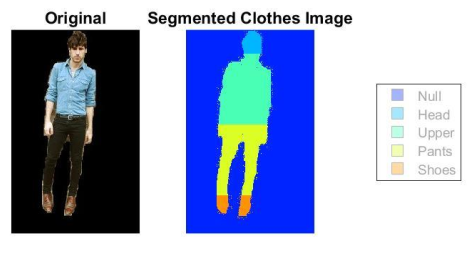 Original
Segmented Clothes Image
Null
Head
Upper
Pants
Shoes